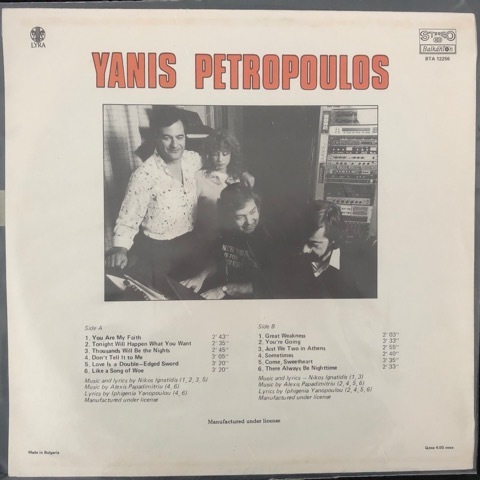 LYRA
STEREO
Balkanton
BTA 12256
YANIS PETROPOULOS
Side A
1. You Are My Faith 2' 43''
2. Tonight Will Happen What You Want 2' 35''
3. Thousands Will Be the Nights 2' 45''
4. Don't Tell It to Me 3' 05''
5. Love Is a Double-Edged Sword 3' 20''
6. Like a Song of Woe 3' 20''
Music and lyrics by Nikos Ignatidis (1, 2, 3, 5)
Music by Alexis Papadimitriu (4, 6)
Lyrics by Iphigenia Yanopoulou (4, 6)
Manufactured under license
Side B
1. Great Weakness 2' 03''
2. You're Going 3' 33''
3. Just We Two in Athens 2' 55''
4. Sometimes 2' 40''
5. Come, Sweetheart 3' 35''
6. There Always Be Nighttime 2' 33''
Music and lyrics – Nikos Ignatidis (1, 3)
Music by Alexis Papadimitriu (2, 4, 5, 6)
Lyrics by Iphigenia Yanopoulou (2, 4, 5, 6)
Manufactured under license
Manufactured under license
Made in Bulgaria